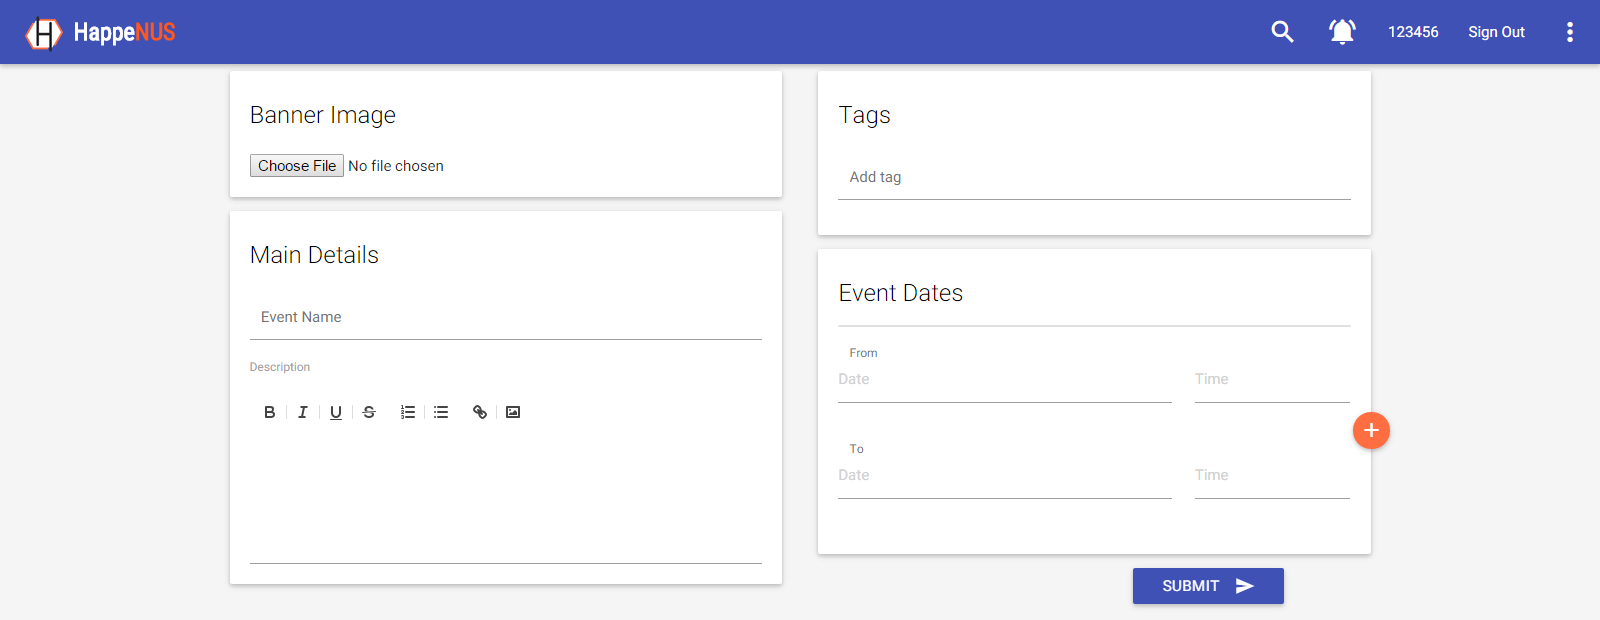 HappeNUS
123456
Sign Out
Banner Image
Choose File No file chosen
Main Details
Event Name
Description
B I U S
Tags
Add tag
Event Dates
From
Date Time
To
Date Time
SUBMIT